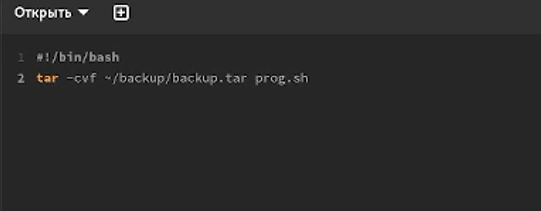 Открыть
1 #!/bin/bash
2 tar -cvf ~/backup/backup.tar prog.sh